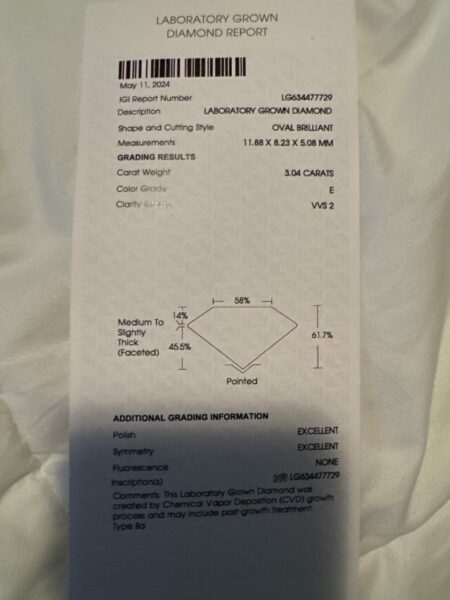 LABORATORY GROWN
DIAMOND REPORT
May 11, 2024
IGI Report Number LG634477729
Description LABORATORY GROWN DIAMOND
Shape and Cutting Style OVAL BRILLIANT
Measurements 11.88 X 8.23 X 5.08 MM
GRADING RESULTS
Carat Weight 3.04 CARATS
Color Grade E
Clarity VVS 2
58%
14%
Medium To
Slightly
Thick
(Faceted)
45.5%
61.7%
Pointed
ADDITIONAL GRADING INFORMATION
Polish EXCELLENT
Symmetry EXCELLENT
Fluorescence NONE
Inscription(s) LG634477729
Comments: This Laboratory Grown Diamond was
created by Chemical Vapor Deposition (CVD) growth
process and may include post-growth treatment.
Type IIa